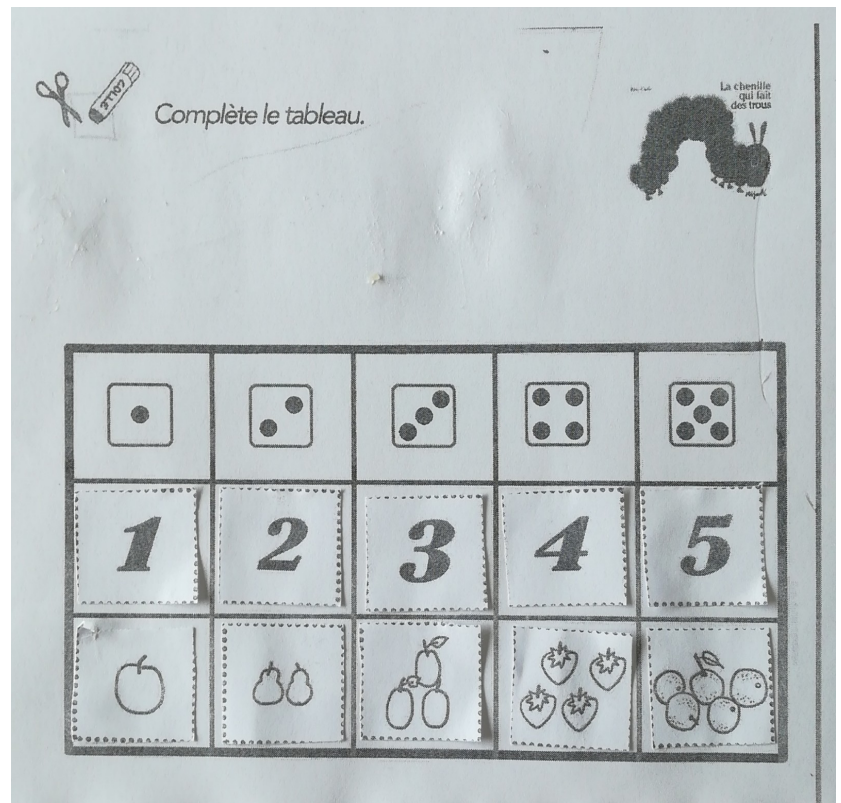 La chenille
qui fait
des trous
COLLE
Complète le tableau.
1 2 3 4 5